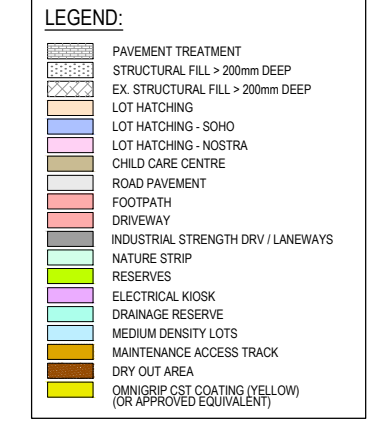 LEGEND:
PAVEMENT TREATMENT
STRUCTURAL FILL > 200mm DEEP
EX. STRUCTURAL FILL > 200mm DEEP
LOT HATCHING
LOT HATCHING - SOHO
LOT HATCHING - NOSTRA
CHILD CARE CENTRE
ROAD PAVEMENT
FOOTPATH
DRIVEWAY
INDUSTRIAL STRENGTH DRV / LANEWAYS
NATURE STRIP
RESERVES
ELECTRICAL KIOSK
DRAINAGE RESERVE
MEDIUM DENSITY LOTS
MAINTENANCE ACCESS TRACK
DRY OUT AREA
OMNIGRIP CST COATING (YELLOW)
(OR APPROVED EQUIVALENT)